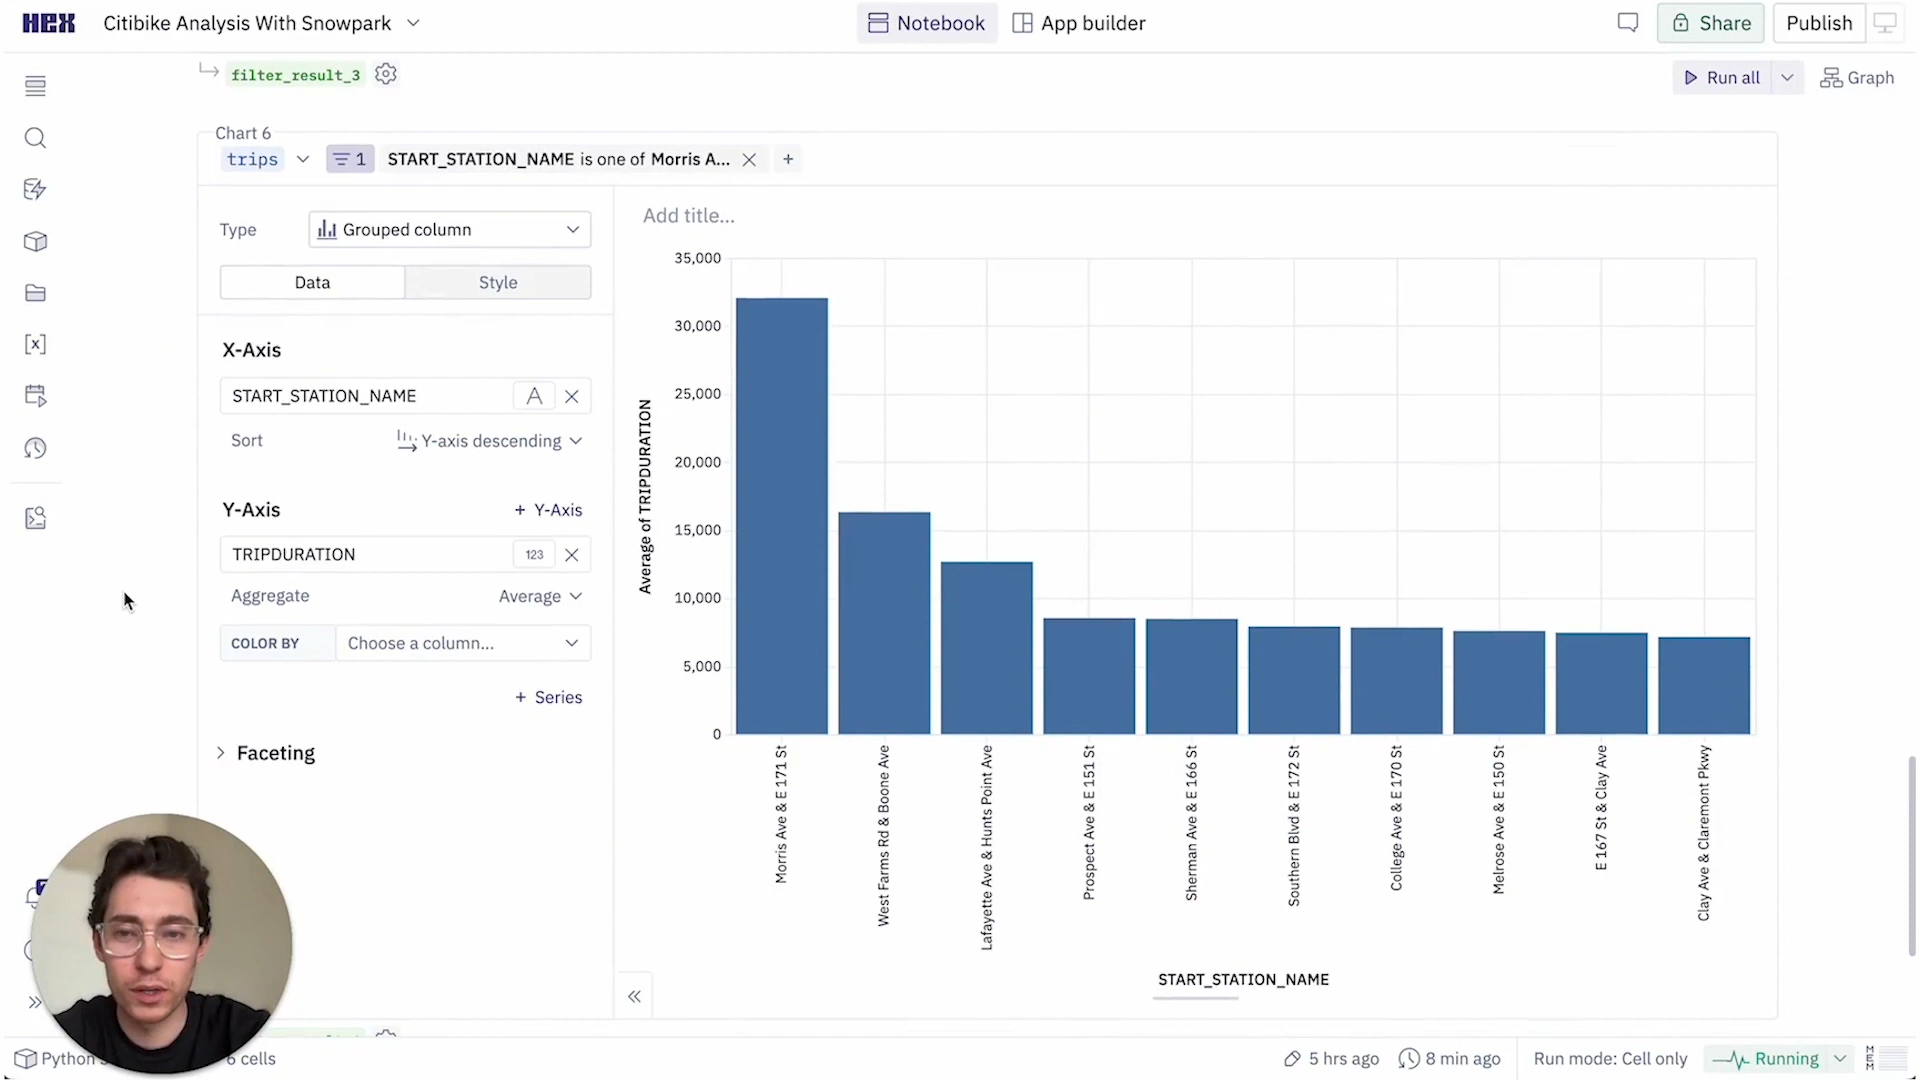 HEX
Citibike Analysis With Snowpark
Notebook
App builder
Share
Publish
filter_result_3
Run all
Graph
Chart 6
trips
1
START_STATION_NAME is one of Morris A...
Type
Grouped column
Data
Style
X-Axis
START_STATION_NAME
Sort
Y-axis descending
Y-Axis
+ Y-Axis
TRIPDURATION
123
Aggregate
Average
COLOR BY
Choose a column...
+ Series
Faceting
Add title...
35,000
30,000
25,000
20,000
15,000
10,000
5,000
0
Average of TRIPDURATION
Morris Ave & E 171 St
West Farms Rd & Boone Ave
Lafayette Ave & Hunts Point Ave
Prospect Ave & E 151 St
Sherman Ave & E 166 St
Southern Blvd & E 172 St
College Ave & E 170 St
Melrose Ave & E 150 St
E 167 St & Clay Ave
Clay Ave & Claremont Pkwy
START_STATION_NAME
Python
cells
5 hrs ago
8 min ago
Run mode: Cell only
Running
MEM